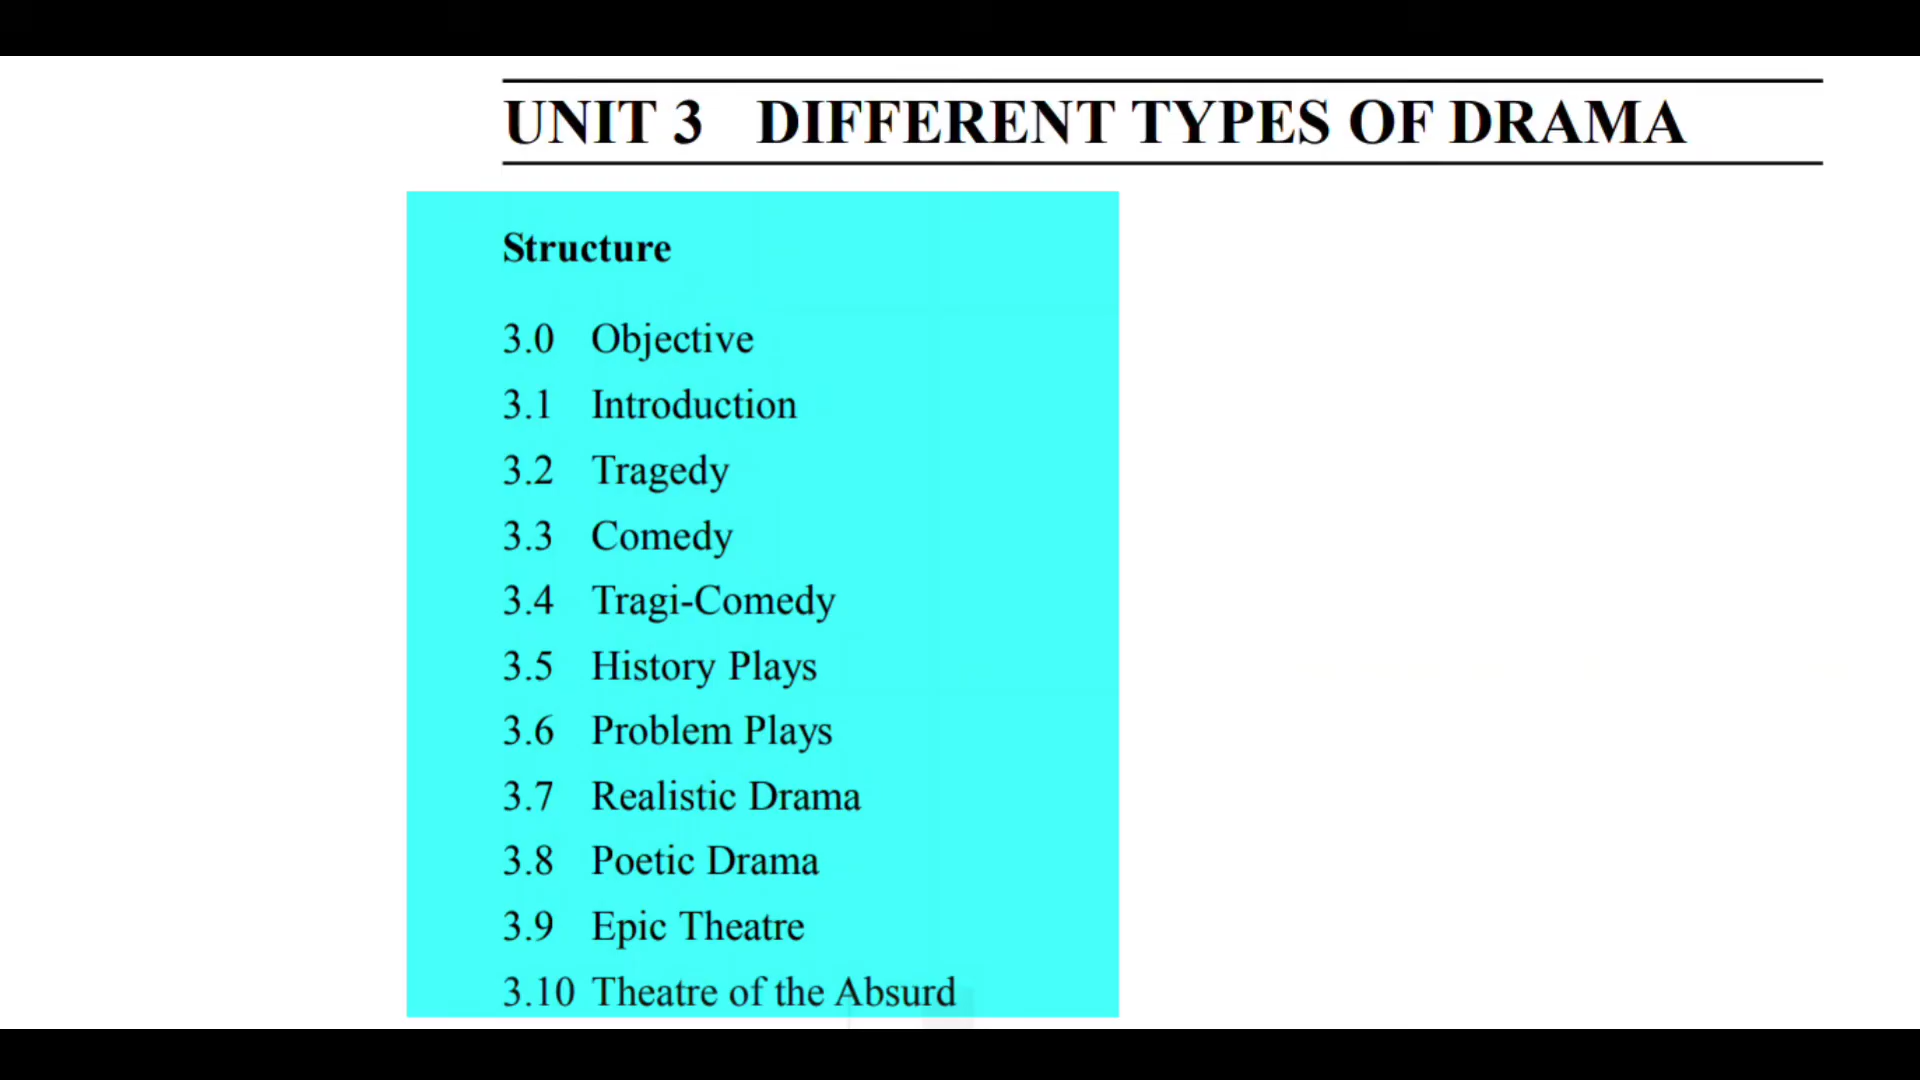 UNIT 3 DIFFERENT TYPES OF DRAMA
Structure
3.0 Objective
3.1 Introduction
3.2 Tragedy
3.3 Comedy
3.4 Tragi-Comedy
3.5 History Plays
3.6 Problem Plays
3.7 Realistic Drama
3.8 Poetic Drama
3.9 Epic Theatre
3.10 Theatre of the Absurd